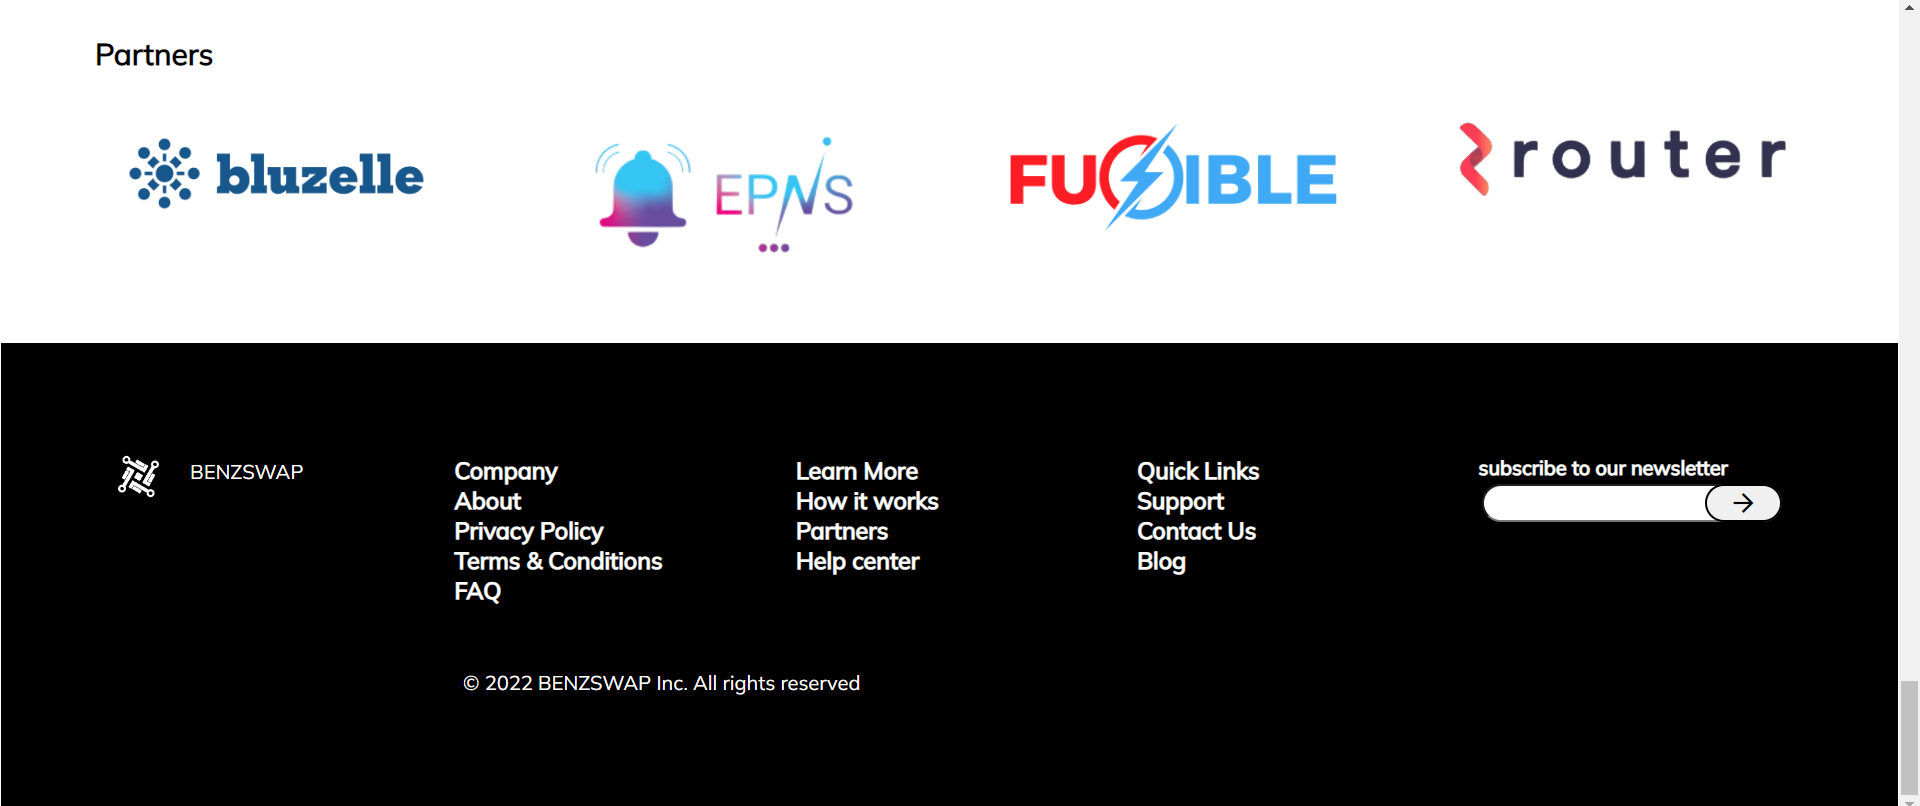 Partners
bluzelle
EPNS
FUSIBLE
router
BENZSWAP
Company
About
Privacy Policy
Terms & Conditions
FAQ
Learn More
How it works
Partners
Help center
Quick Links
Support
Contact Us
Blog
subscribe to our newsletter
© 2022 BENZSWAP Inc. All rights reserved